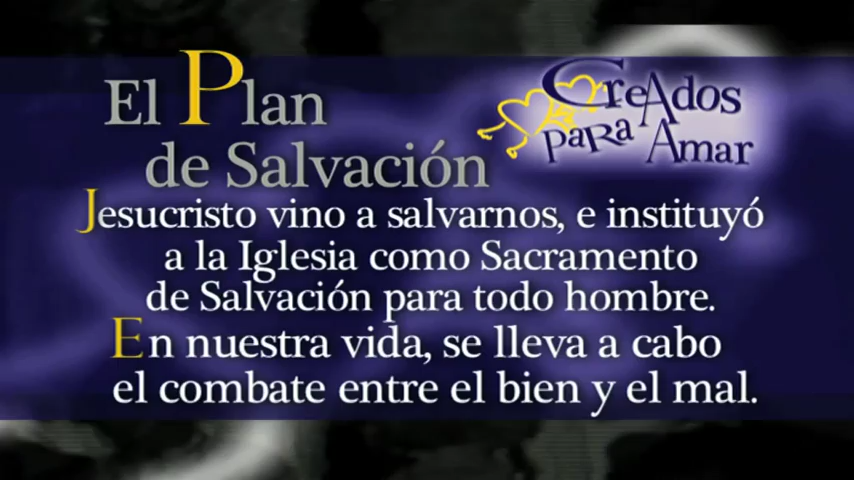 El Plan
de Salvación
CreAdos
paRa Amar
Jesucristo vino a salvarnos, e instituyó
a la Iglesia como Sacramento
de Salvación para todo hombre.
En nuestra vida, se lleva a cabo
el combate entre el bien y el mal.